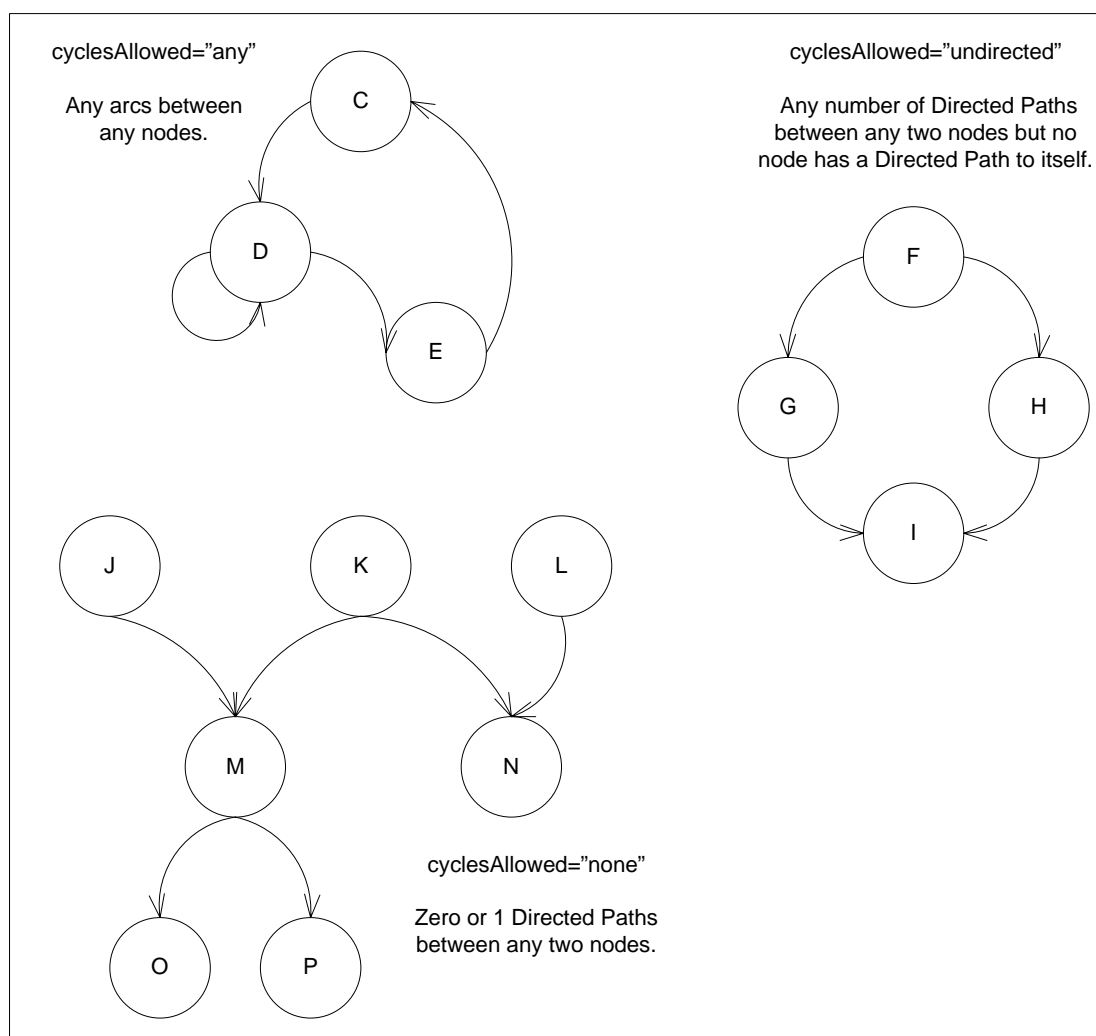 cyclesAllowed=”any”
Any arcs between
any nodes.
C
D
E
cyclesAllowed=”undirected”
Any number of Directed Paths
between any two nodes but no
node has a Directed Path to itself.
F
G
H
I
J
K
L
M
N
O
P
cyclesAllowed=”none”
Zero or 1 Directed Paths
between any two nodes.